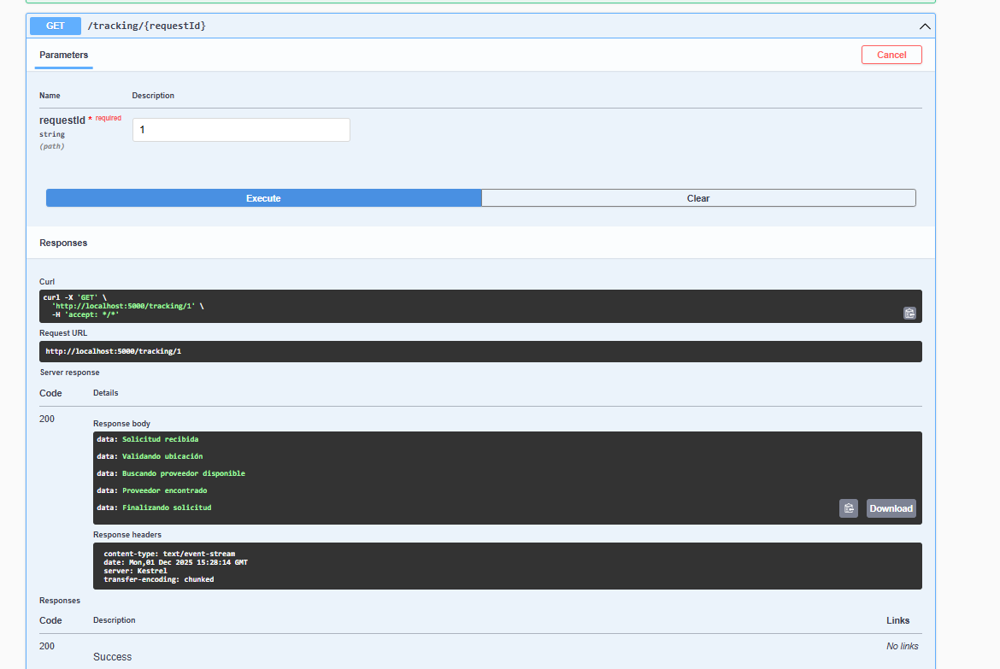 GET /tracking/{requestId}
Parameters
Cancel
Name Description
requestId * required
string
(path)
1
Execute Clear
Responses
Curl
curl -X 'GET' \
'http://localhost:5000/tracking/1' \
-H 'accept: */*'
Request URL
http://localhost:5000/tracking/1
Server response
Code Details
200
Response body
data: Solicitud recibida
data: Validando ubicación
data: Buscando proveedor disponible
data: Proveedor encontrado
data: Finalizando solicitud
Download
Response headers
content-type: text/event-stream
date: Mon,01 Dec 2025 15:28:14 GMT
server: Kestrel
transfer-encoding: chunked
Responses
Code Description Links
200 No links
Success